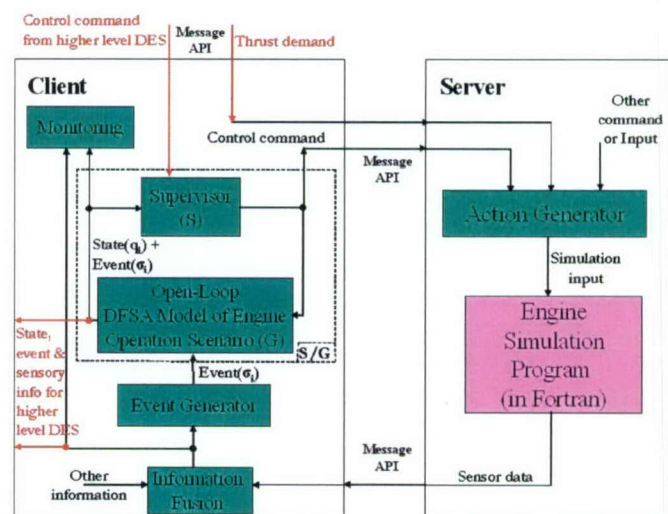 Control command
from higher level DES
Message
API
Thrust demand
Client
Server
Monitoring
Control command
Other
command
or Input
Message
API
Supervisor
(S)
Action Generator
State(qᵢ) +
Event(σᵢ)
Simulation
input
Open-Loop
DFSA Model of Engine
Operation Scenario (G)
Engine
Simulation
Program
(in Fortran)
State,
event &
sensory
info for
higher
level DES
S/G
Event(σᵢ)
Event Generator
Message
API
Sensor data
Other
information
Information
Fusion